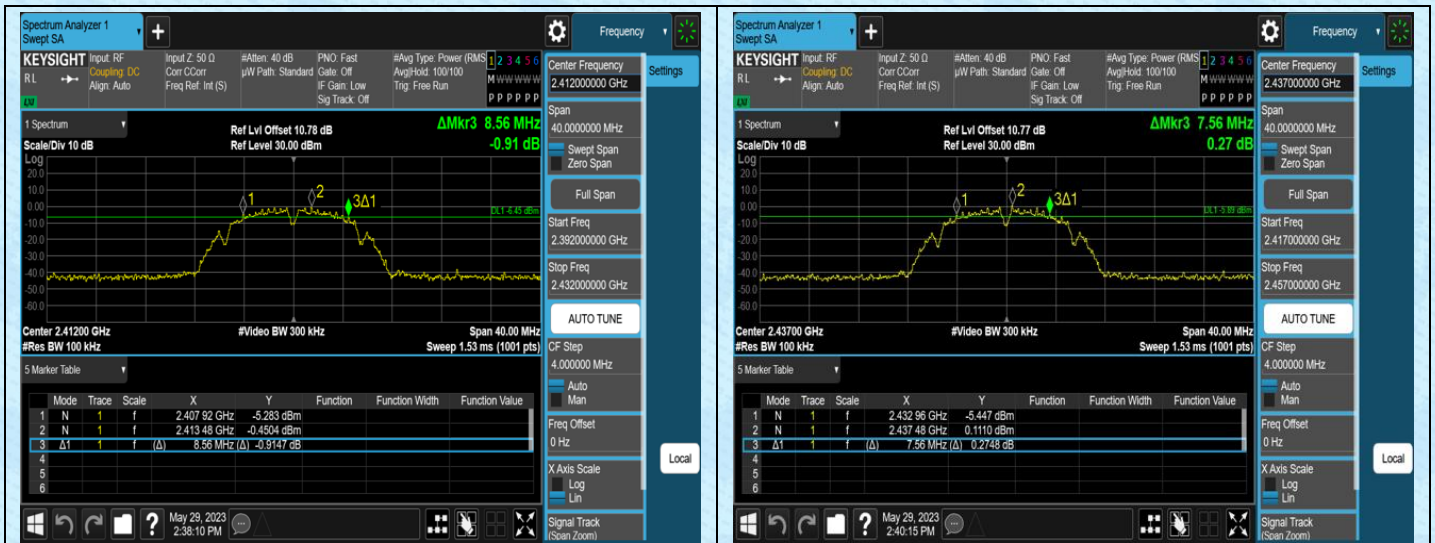 Spectrum Analyzer 1
Swept SA
+
Frequency
KEYSIGHT
RL
Input: RF
Coupling: DC
Align: Auto
Input Z: 50 Ω
Corr CCorr
Freq Ref: Int (S)
#Atten: 40 dB
µW Path: Standard
PNO: Fast
Gate: Off
IF Gain: Low
Sig Track: Off
#Avg Type: Power (RMS
Avg|Hold: 100/100
Trig: Free Run
1 2 3 4 5 6
M W W W W W
P P P P P P
Center Frequency
2.412000000 GHz
Settings
Span
40.0000000 MHz
Swept Span
Zero Span
Full Span
Start Freq
2.392000000 GHz
Stop Freq
2.432000000 GHz
AUTO TUNE
CF Step
4.000000 MHz
Auto
Man
Freq Offset
0 Hz
X Axis Scale
Log
Lin
Signal Track
(Span Zoom)
Local
1 Spectrum
Scale/Div 10 dB
Log
Ref Lvl Offset 10.78 dB
Ref Level 30.00 dBm
ΔMkr3 8.56 MHz
-0.91 dB
20.0
10.0
0.00
-10.0
-20.0
-30.0
-40.0
-50.0
-60.0
1
2
3Δ1
DL1 -6.45 dBm
Center 2.41200 GHz
#Video BW 300 kHz
Span 40.00 MHz
#Res BW 100 kHz
Sweep 1.53 ms (1001 pts)
5 Marker Table
Mode Trace Scale X Y Function Function Width Function Value
1 N 1 f 2.407 92 GHz -5.283 dBm
2 N 1 f 2.413 48 GHz -0.4504 dBm
3 Δ1 1 f (Δ) 8.56 MHz (Δ) -0.9147 dB
4
5
6
?
May 29, 2023
2:38:10 PM
Spectrum Analyzer 1
Swept SA
+
Frequency
KEYSIGHT
RL
Input: RF
Coupling: DC
Align: Auto
Input Z: 50 Ω
Corr CCorr
Freq Ref: Int (S)
#Atten: 40 dB
µW Path: Standard
PNO: Fast
Gate: Off
IF Gain: Low
Sig Track: Off
#Avg Type: Power (RMS
Avg|Hold: 100/100
Trig: Free Run
1 2 3 4 5 6
M W W W W W
P P P P P P
Center Frequency
2.437000000 GHz
Settings
Span
40.0000000 MHz
Swept Span
Zero Span
Full Span
Start Freq
2.417000000 GHz
Stop Freq
2.457000000 GHz
AUTO TUNE
CF Step
4.000000 MHz
Auto
Man
Freq Offset
0 Hz
X Axis Scale
Log
Lin
Signal Track
(Span Zoom)
Local
1 Spectrum
Scale/Div 10 dB
Log
Ref Lvl Offset 10.77 dB
Ref Level 30.00 dBm
ΔMkr3 7.56 MHz
0.27 dB
20.0
10.0
0.00
-10.0
-20.0
-30.0
-40.0
-50.0
-60.0
1
2
3Δ1
DL1 -5.89 dBm
Center 2.43700 GHz
#Video BW 300 kHz
Span 40.00 MHz
#Res BW 100 kHz
Sweep 1.53 ms (1001 pts)
5 Marker Table
Mode Trace Scale X Y Function Function Width Function Value
1 N 1 f 2.432 96 GHz -5.447 dBm
2 N 1 f 2.437 48 GHz 0.1110 dBm
3 Δ1 1 f (Δ) 7.56 MHz (Δ) 0.2748 dB
4
5
6
?
May 29, 2023
2:40:15 PM